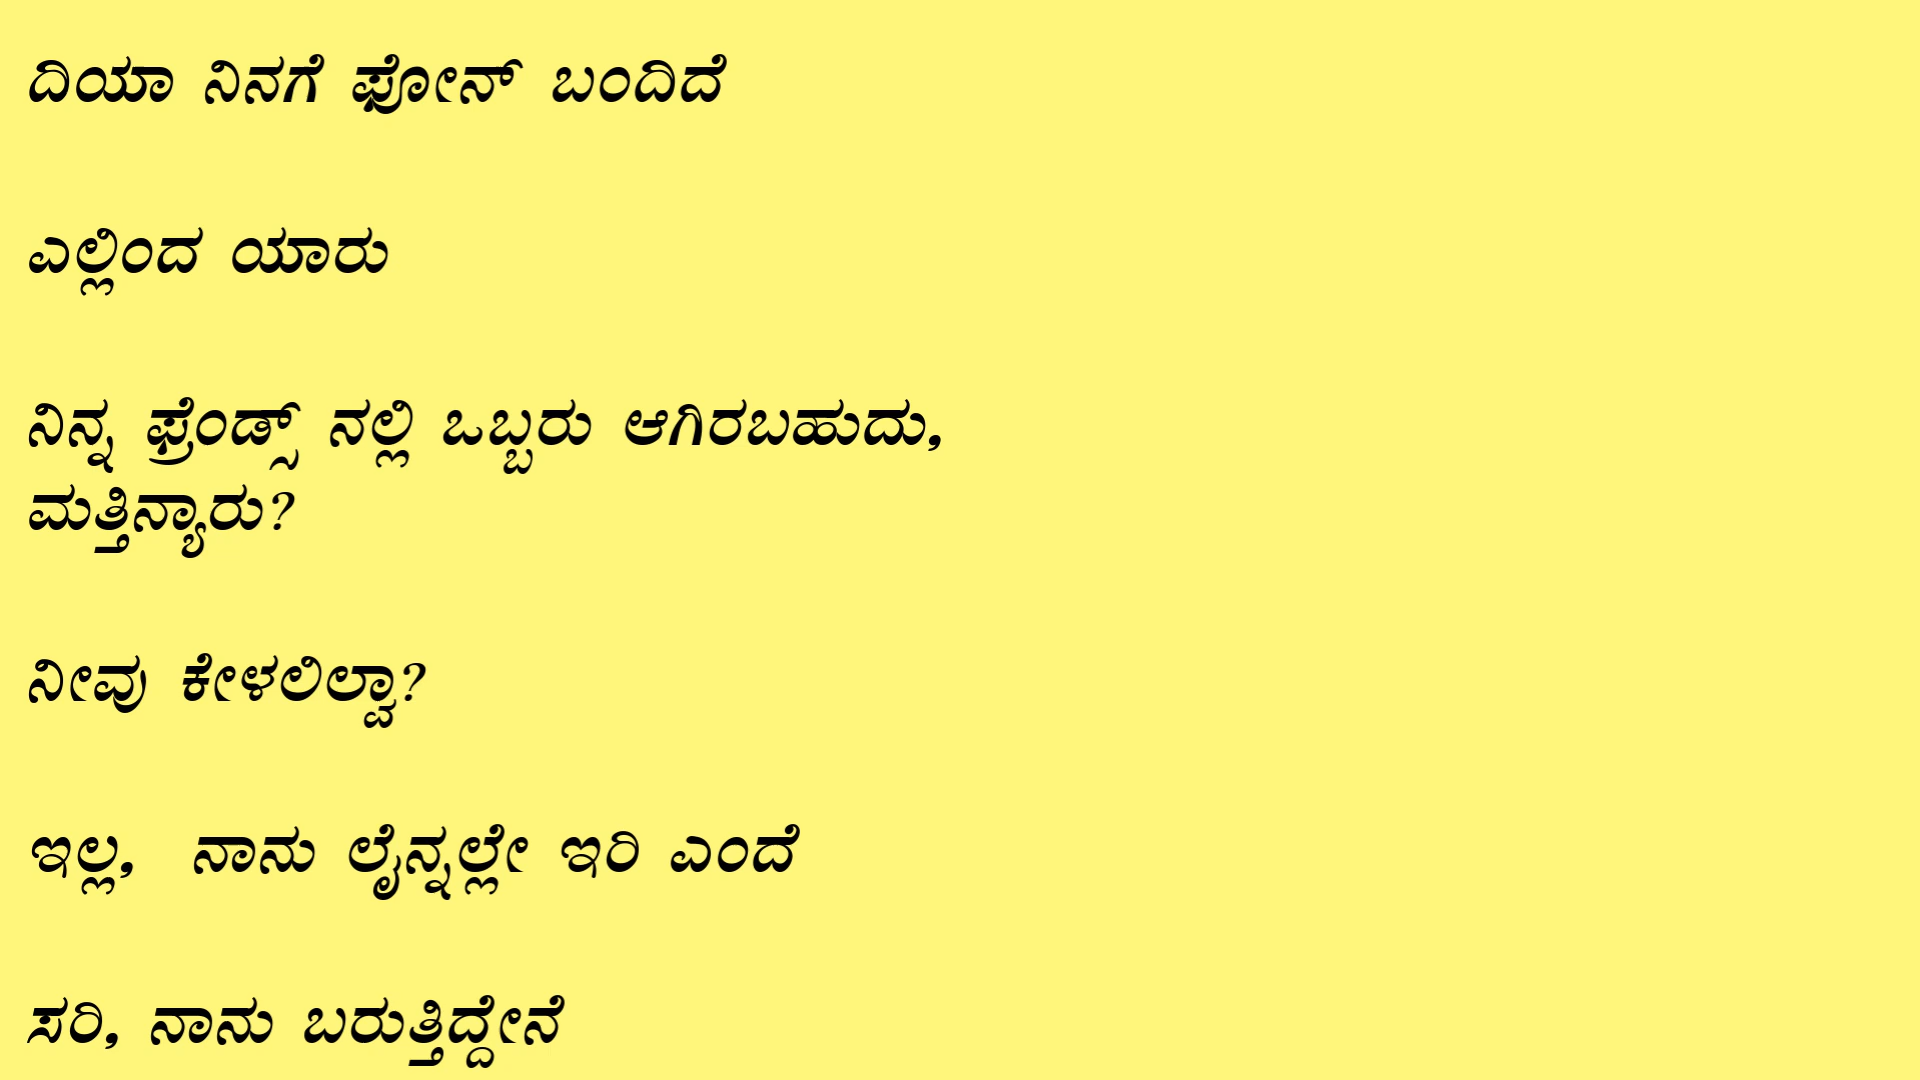 ದಿಯಾ ನಿನಗೆ ಫೋನ್ ಬಂದಿದೆ
ಎಲ್ಲಿಂದ ಯಾರು
ನಿನ್ನ ಫ್ರೆಂಡ್ಸ್ ನಲ್ಲಿ ಒಬ್ಬರು ಆಗಿರಬಹುದು,
ಮತ್ತಿನ್ಯಾರು?
ನೀವು ಕೇಳಲಿಲ್ವಾ?
ಇಲ್ಲ, ನಾನು ಲೈನ್ನಲ್ಲೇ ಇರಿ ಎಂದೆ
ಸರಿ, ನಾನು ಬರುತ್ತಿದ್ದೇನೆ